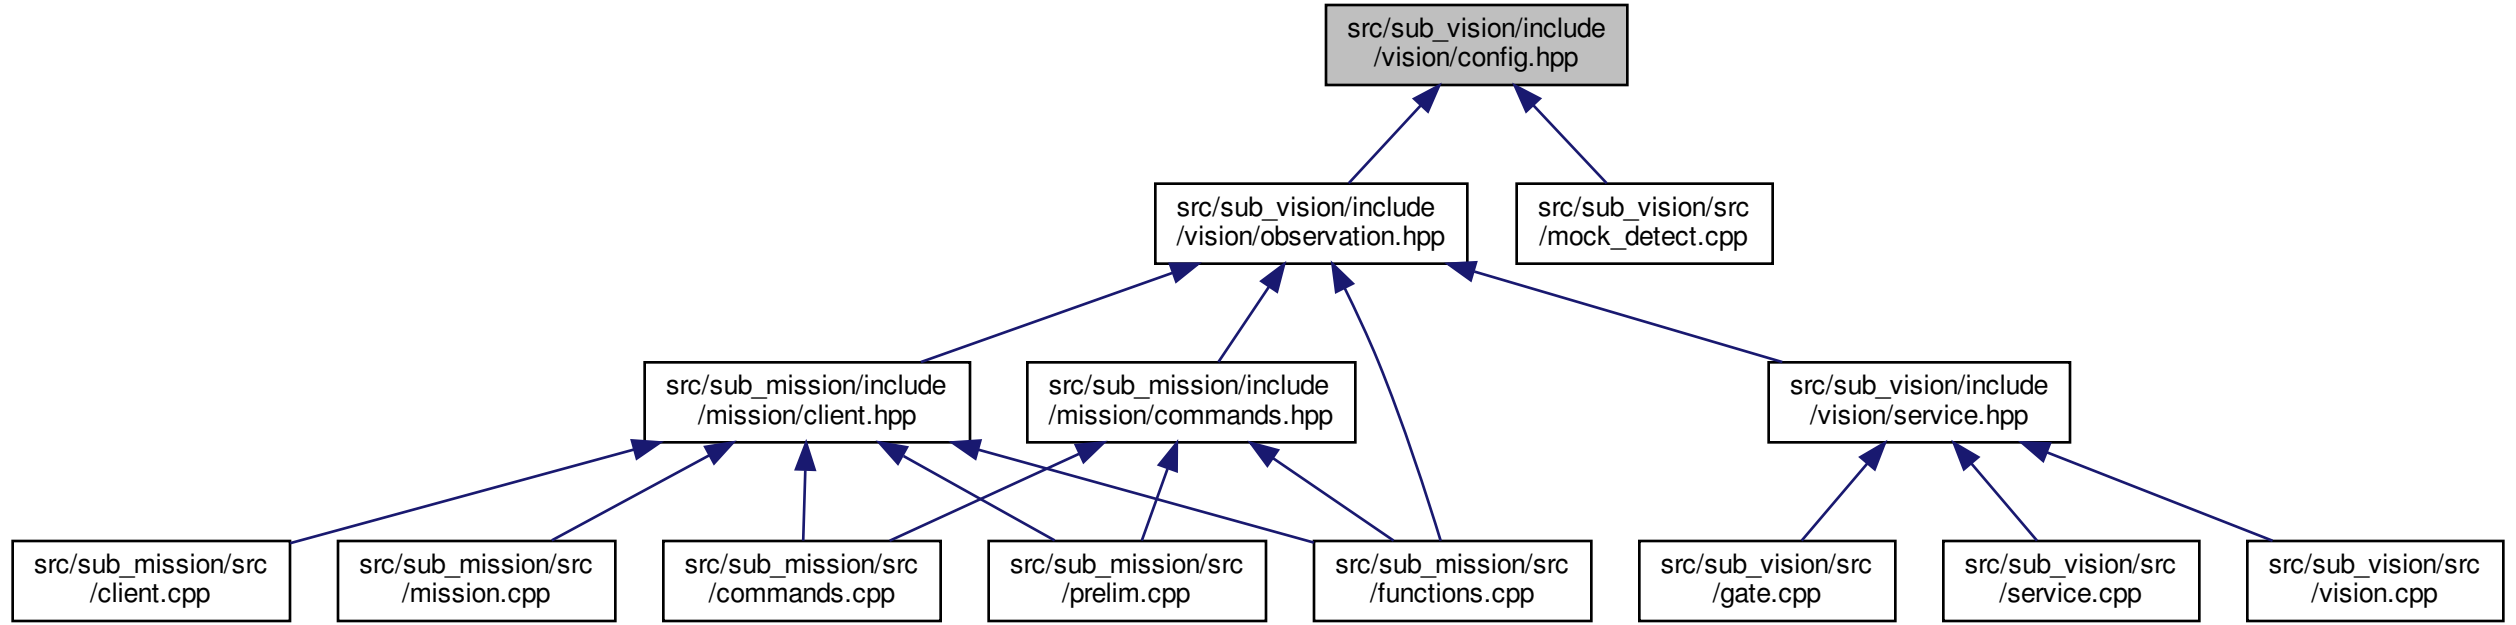 src/sub_vision/include
/vision/config.hpp
src/sub_vision/include
/vision/observation.hpp
src/sub_vision/src
/mock_detect.cpp
src/sub_mission/include
/mission/client.hpp
src/sub_mission/include
/mission/commands.hpp
src/sub_vision/include
/vision/service.hpp
src/sub_mission/src
/client.cpp
src/sub_mission/src
/mission.cpp
src/sub_mission/src
/commands.cpp
src/sub_mission/src
/prelim.cpp
src/sub_mission/src
/functions.cpp
src/sub_vision/src
/gate.cpp
src/sub_vision/src
/service.cpp
src/sub_vision/src
/vision.cpp